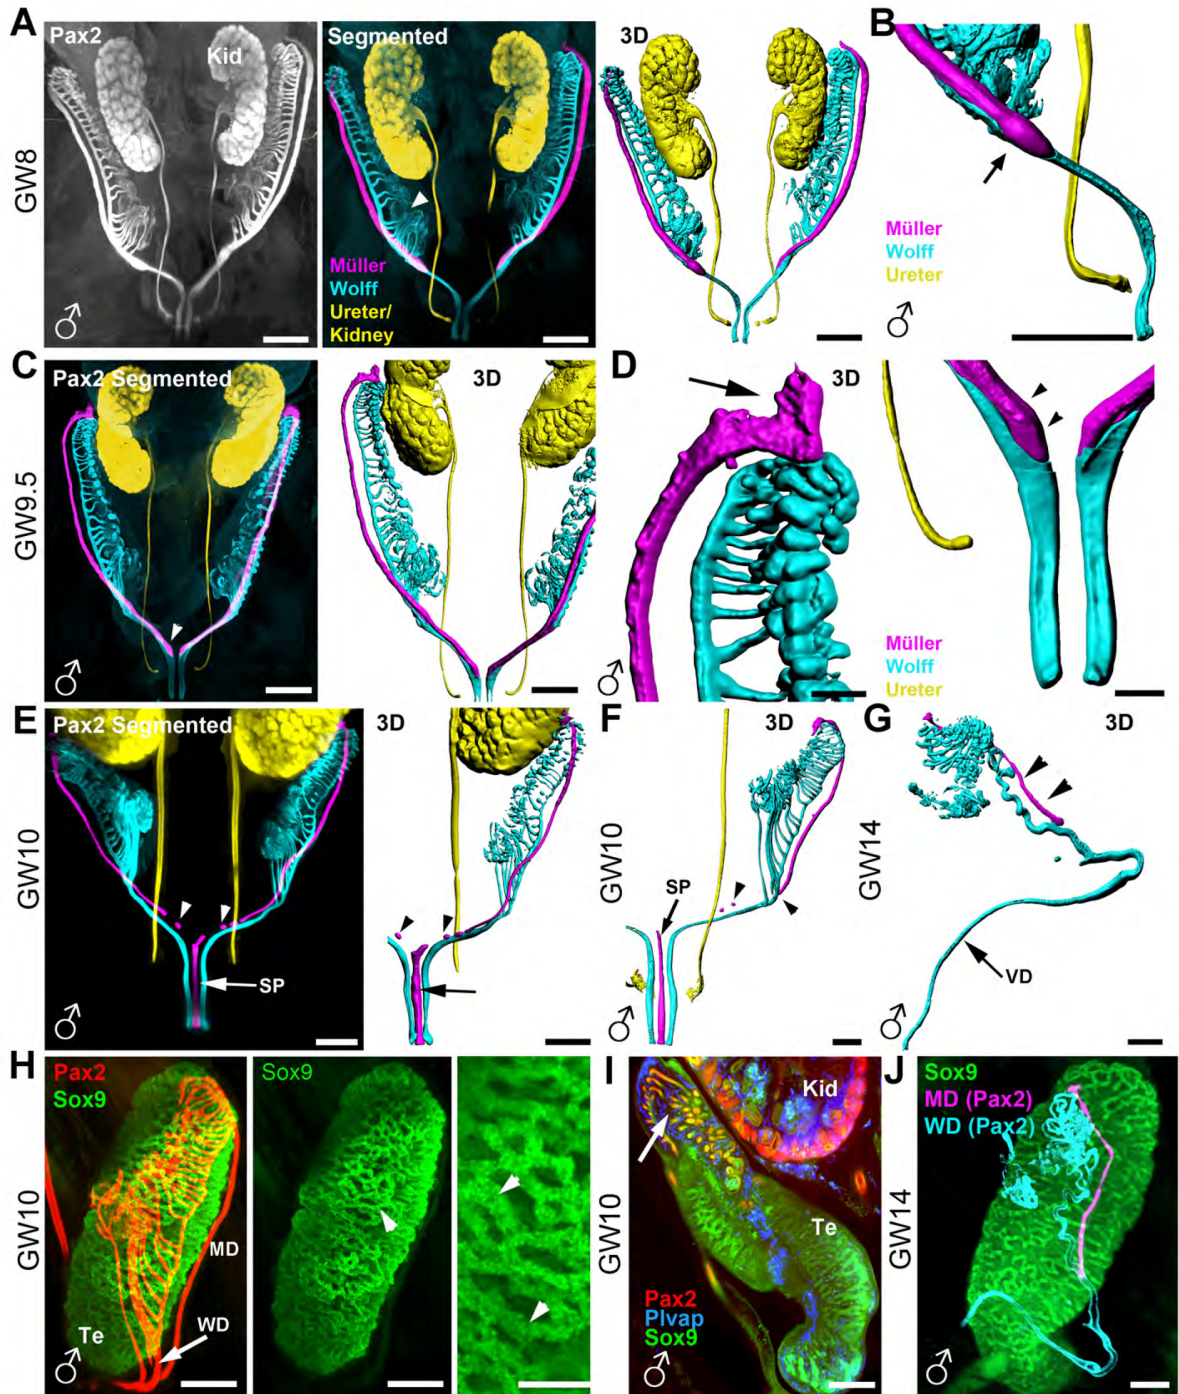 A
Pax2
Kid
Segmented
Müller
Wolff
Ureter/
Kidney
3D
GW8
♂
B
Müller
Wolff
Ureter
♂
C
Pax2 Segmented
3D
GW9.5
♂
D
3D
Müller
Wolff
Ureter
♂
E
Pax2 Segmented
SP
3D
GW10
♂
F
3D
SP
GW10
♂
G
3D
VD
GW14
♂
H
Pax2
Sox9
MD
WD
Te
Sox9
GW10
♂
I
Kid
Te
Pax2
Plvap
Sox9
GW10
♂
J
Sox9
MD (Pax2)
WD (Pax2)
GW14
♂